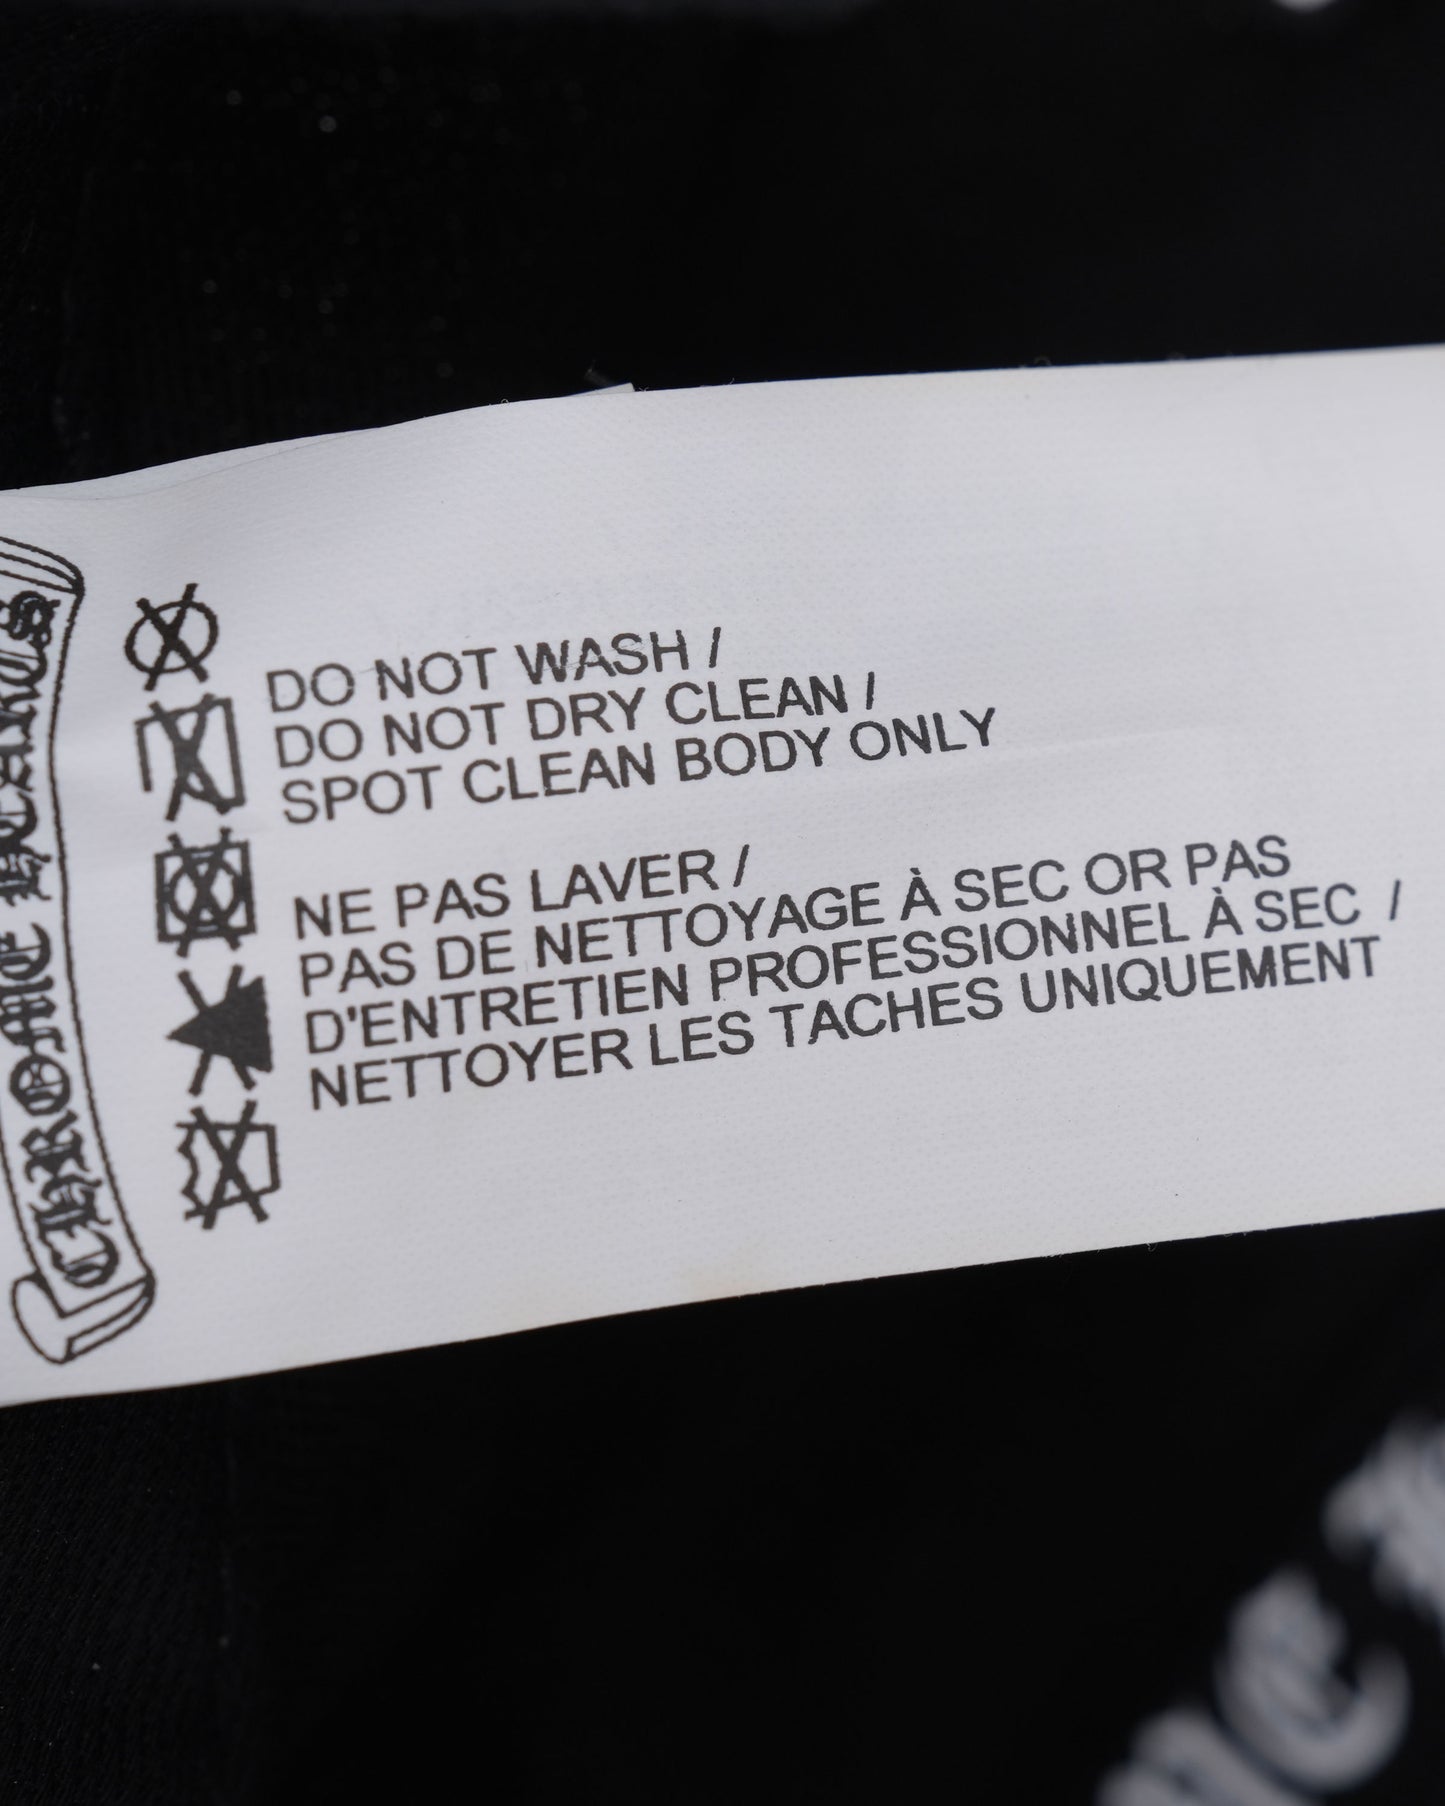 CHROME HEARTS
DO NOT WASH /
DO NOT DRY CLEAN /
SPOT CLEAN BODY ONLY
NE PAS LAVER /
PAS DE NETTOYAGE À SEC OR PAS
D'ENTRETIEN PROFESSIONNEL À SEC /
NETTOYER LES TACHES UNIQUEMENT